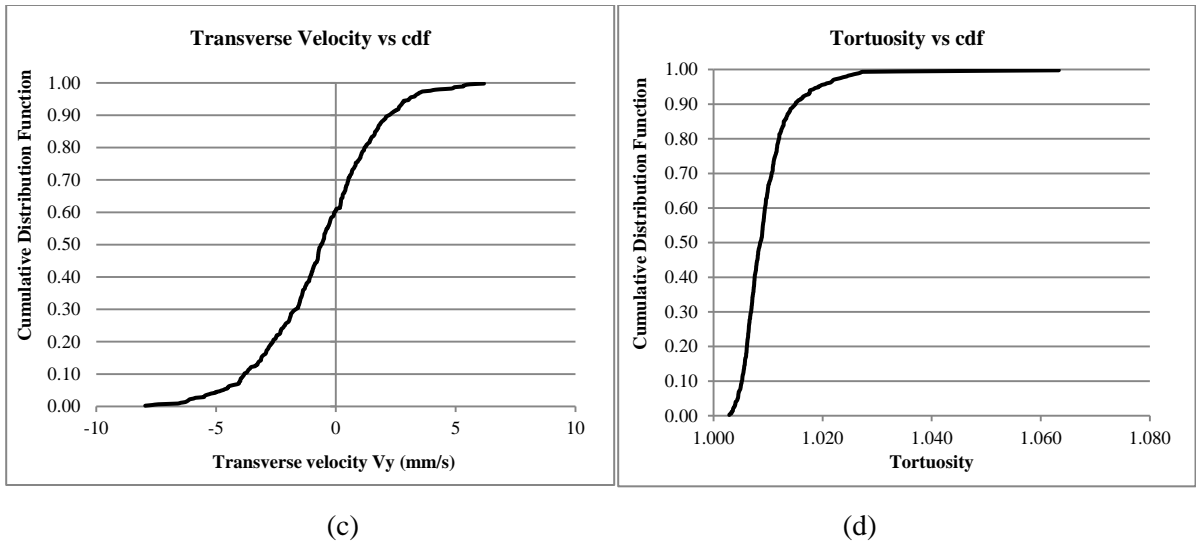 Transverse Velocity vs cdf
Cumulative Distribution Function
1.00
0.90
0.80
0.70
0.60
0.50
0.40
0.30
0.20
0.10
0.00
-10 -5 0 5 10
Transverse velocity Vy (mm/s)
(c)
Tortuosity vs cdf
Cumulative Distribution Function
1.00
0.90
0.80
0.70
0.60
0.50
0.40
0.30
0.20
0.10
0.00
1.000 1.020 1.040 1.060 1.080
Tortuosity
(d)